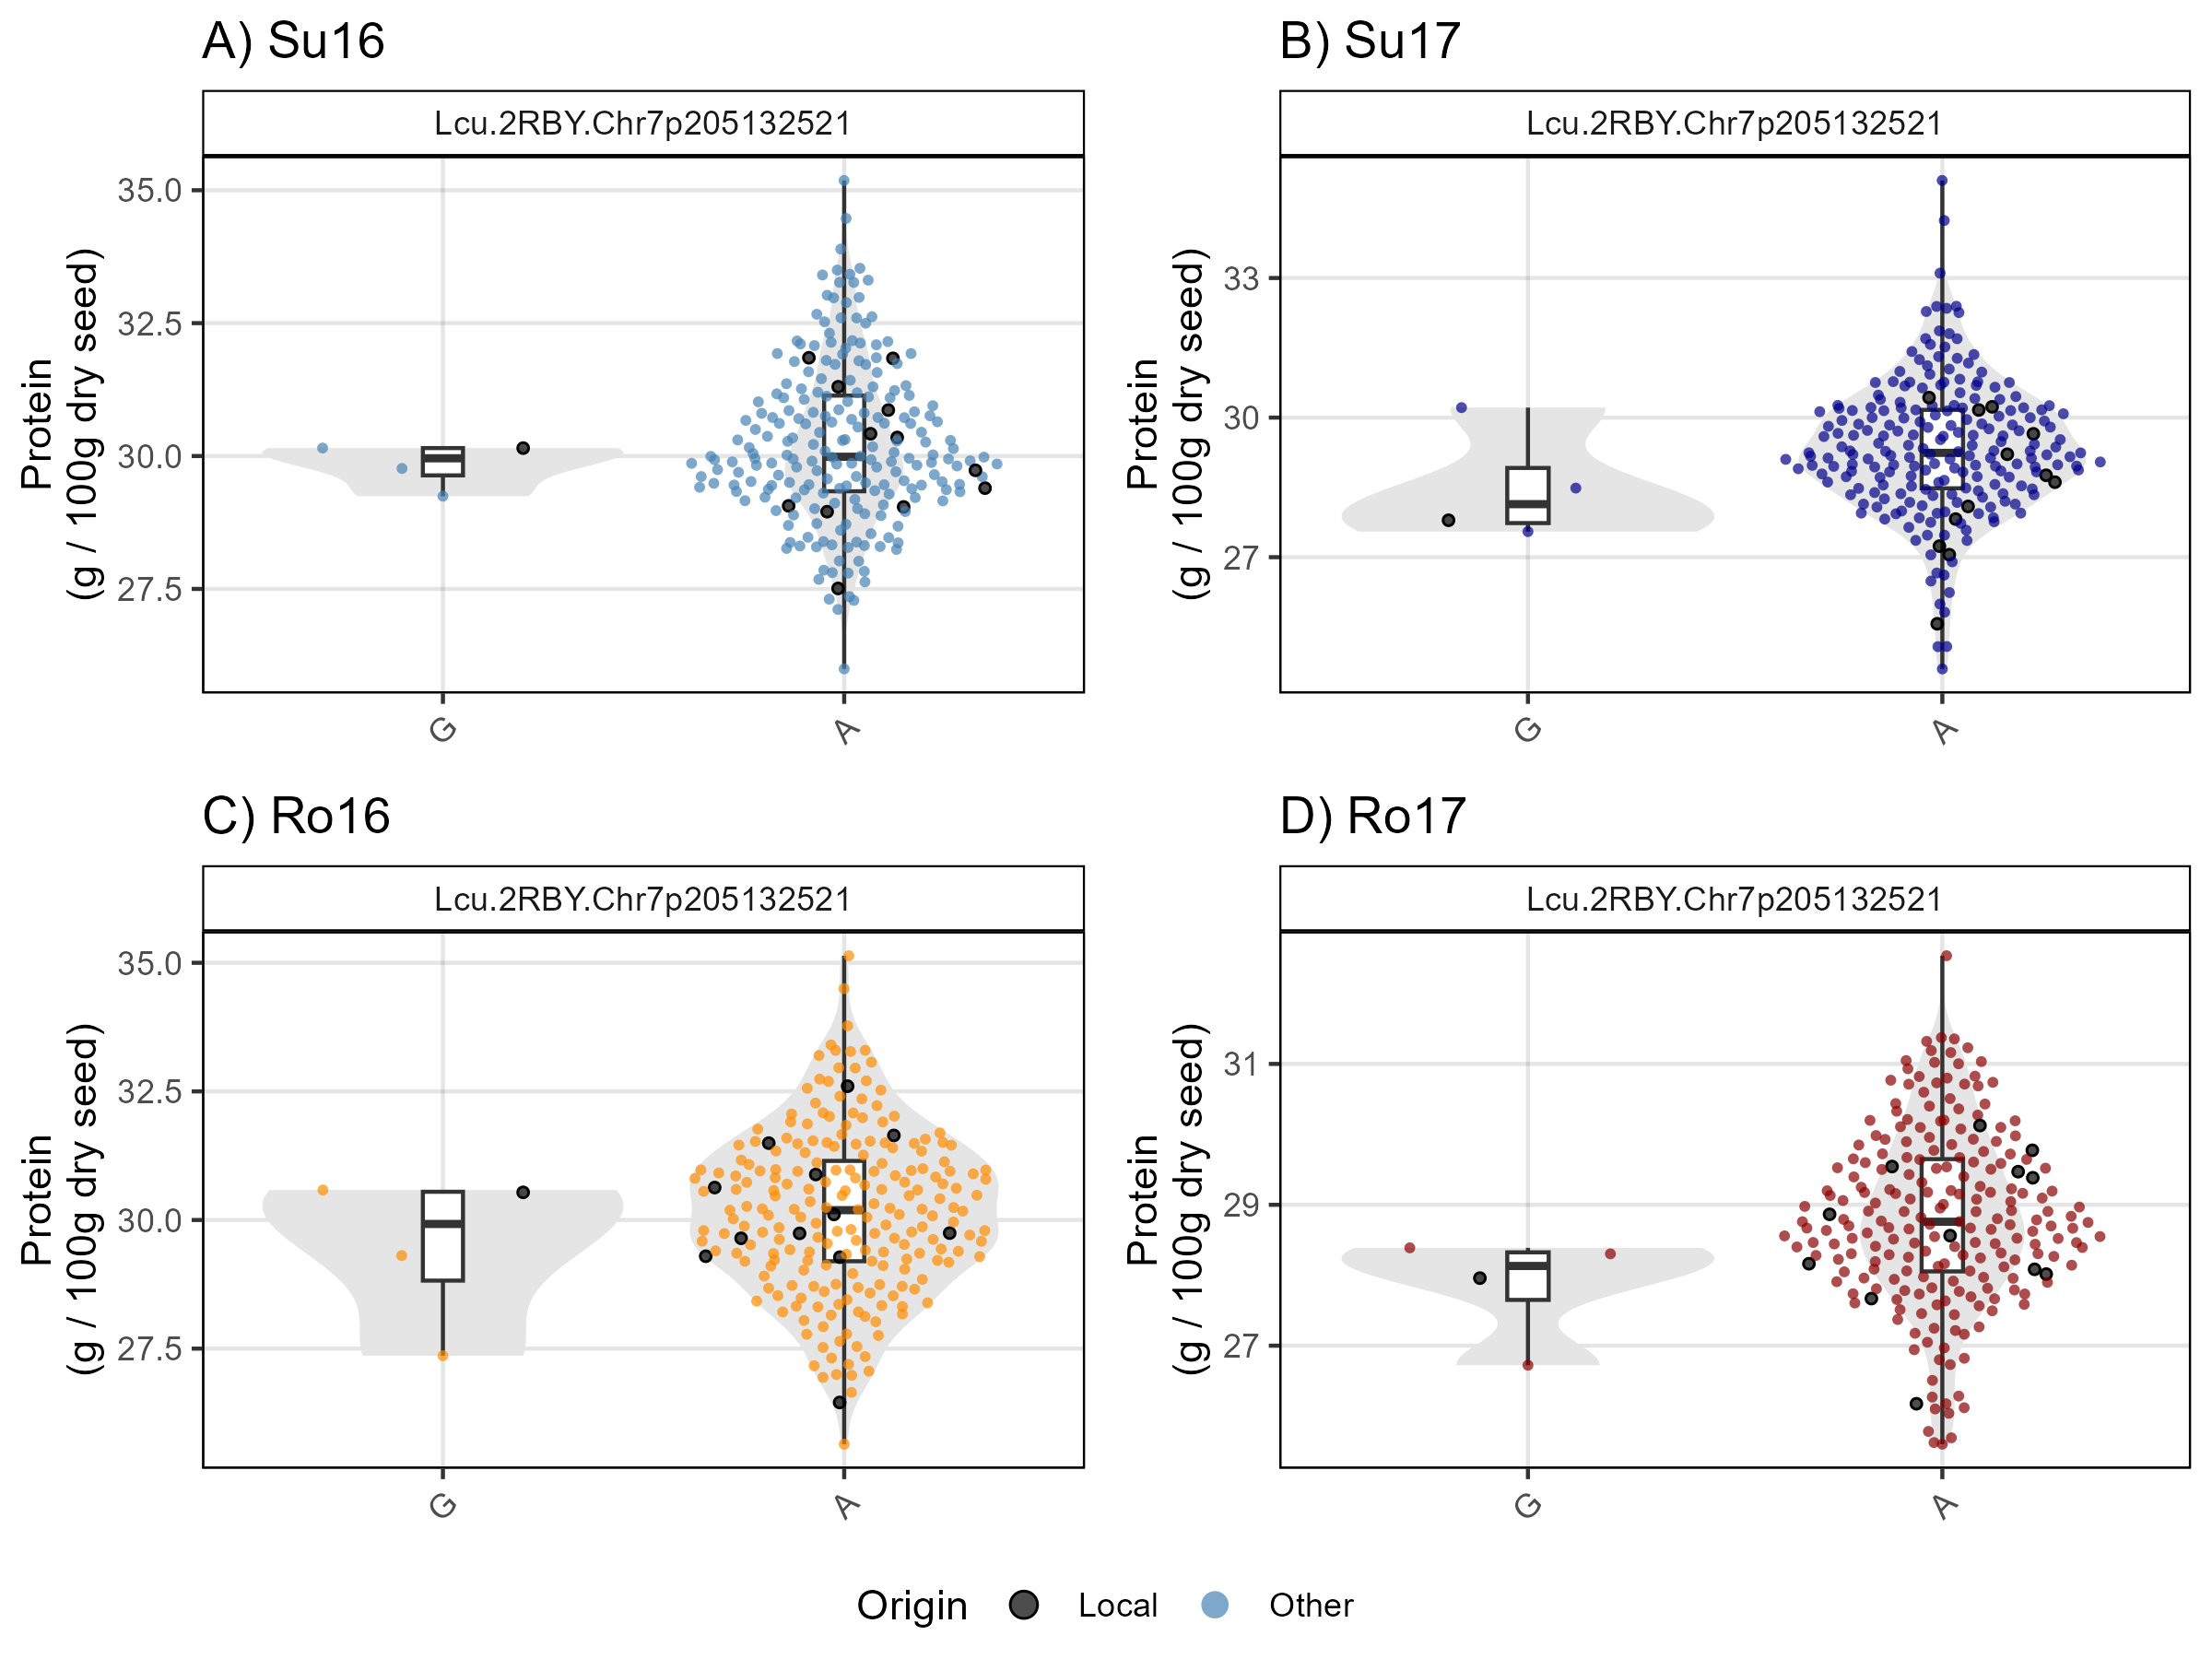 A) Su16
Lcu.2RBY.Chr7p205132521
Protein
(g / 100g dry seed)
35.0
32.5
30.0
27.5
G
A
B) Su17
Lcu.2RBY.Chr7p205132521
Protein
(g / 100g dry seed)
33
30
27
G
A
C) Ro16
Lcu.2RBY.Chr7p205132521
Protein
(g / 100g dry seed)
35.0
32.5
30.0
27.5
G
A
D) Ro17
Lcu.2RBY.Chr7p205132521
Protein
(g / 100g dry seed)
31
29
27
G
A
Origin Local Other